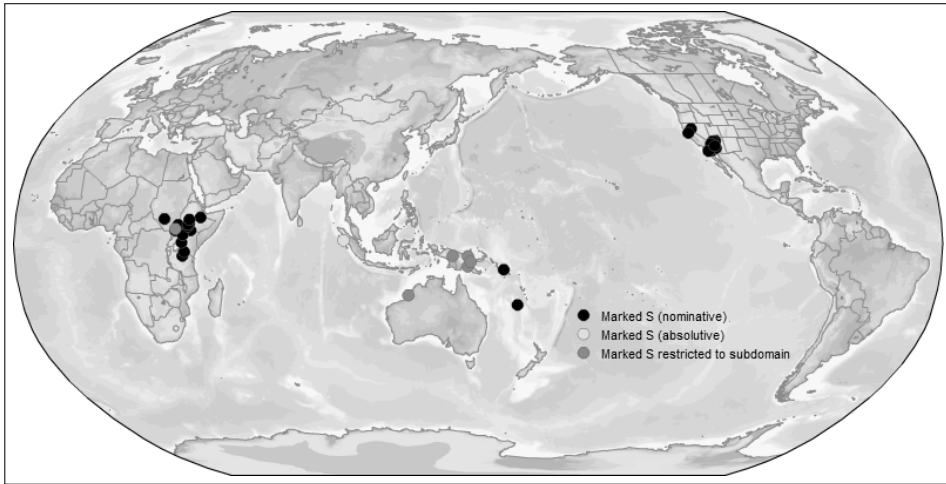 Marked S (nominative)
Marked S (absolutive)
Marked S restricted to subdomain